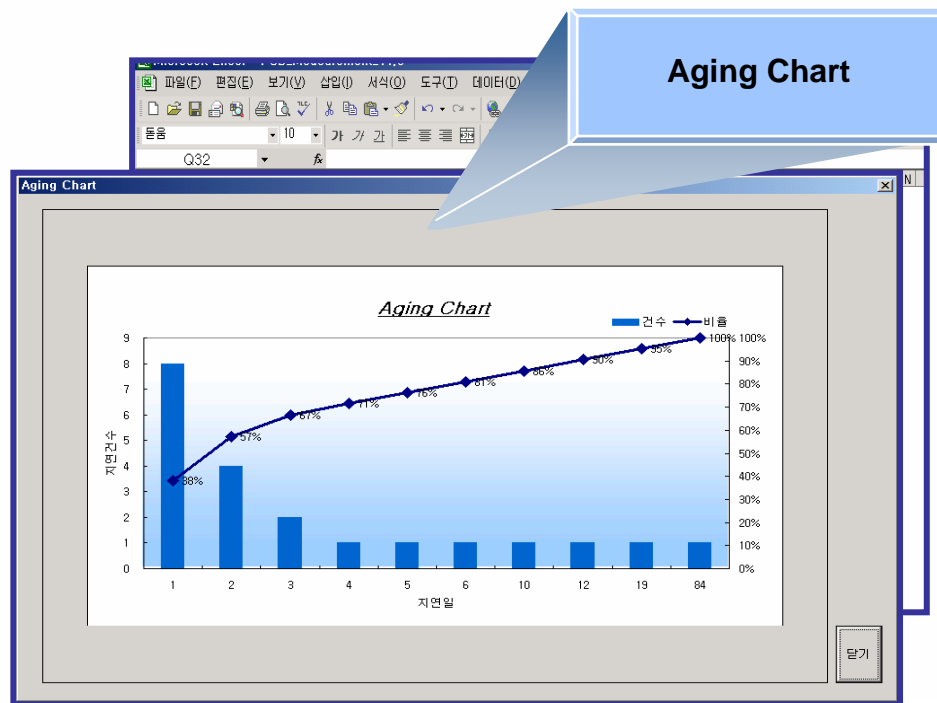 Aging Chart
파일(F) 편집(E) 보기(V) 삽입(I) 서식(O) 도구(T) 데이터(D)
돋움 10 가 가 가
Q32 fx
Aging Chart N
Aging Chart
건수 비율
9 100% 100%
8 95% 90%
90%
7 86% 80%
81%
76%
6 71% 70%
67%
60%
5 57% 50%
지연건수
4 40%
38%
3 30%
2 20%
1 10%
0 0%
1 2 3 4 5 6 10 12 19 84
지연일
닫기